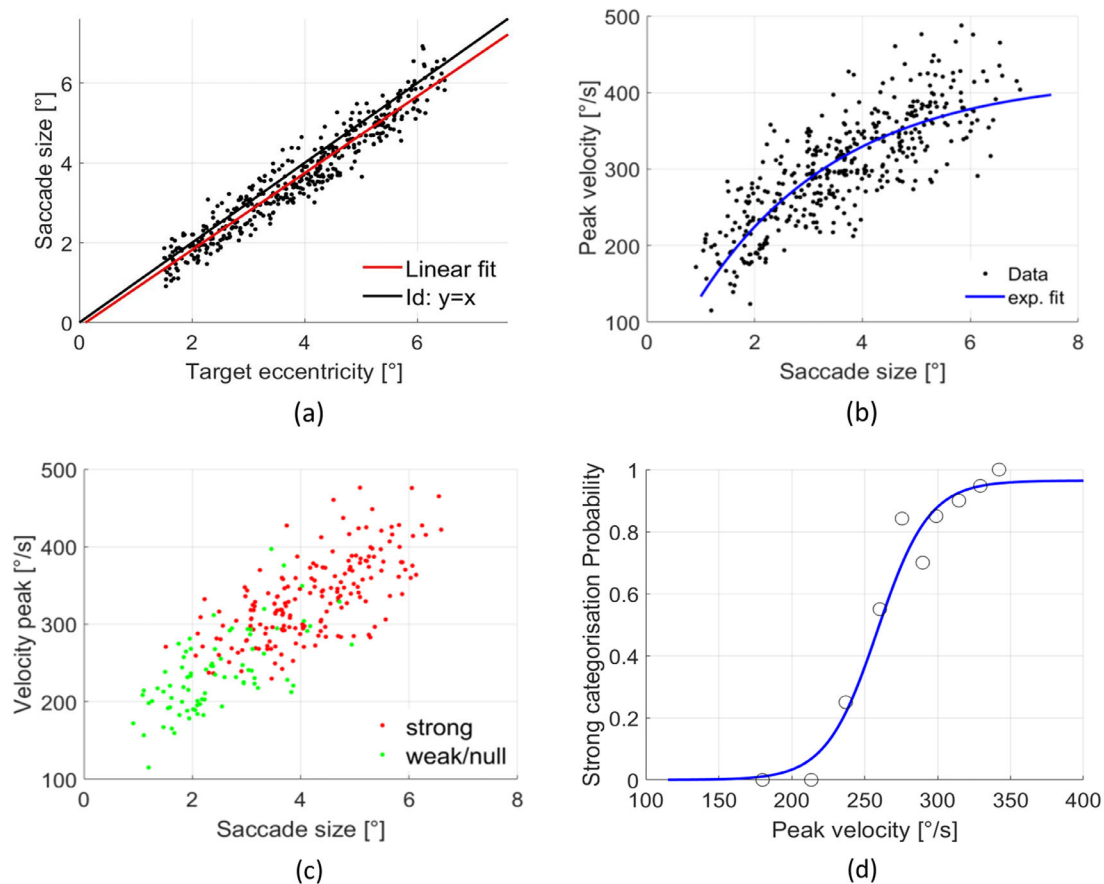 6
4
2
0
Saccade size [°]
Linear fit
Id: y=x
0 2 4 6
Target eccentricity [°]
(a)
500
400
300
200
100
Peak velocity [°/s]
Data
exp. fit
0 2 4 6 8
Saccade size [°]
(b)
500
400
300
200
100
Velocity peak [°/s]
strong
weak/null
0 2 4 6 8
Saccade size [°]
(c)
1
0.8
0.6
0.4
0.2
0
Strong categorisation Probability
100 150 200 250 300 350 400
Peak velocity [°/s]
(d)